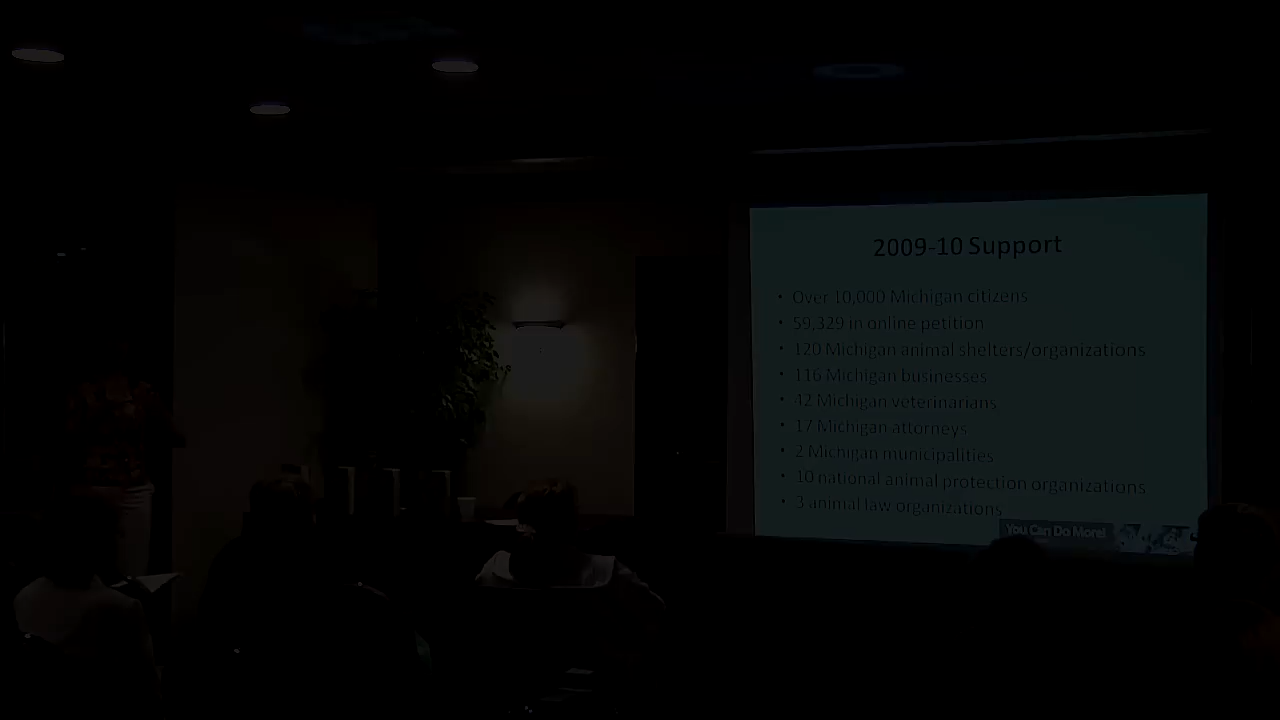 2009-10 Support
• Over 10,000 Michigan citizens
• 59,329 in online petition
• 120 Michigan animal shelters/organizations
• 116 Michigan businesses
• 42 Michigan veterinarians
• 17 Michigan attorneys
• 2 Michigan municipalities
• 10 national animal protection organizations
• 3 animal law organizations
You Can Do More!